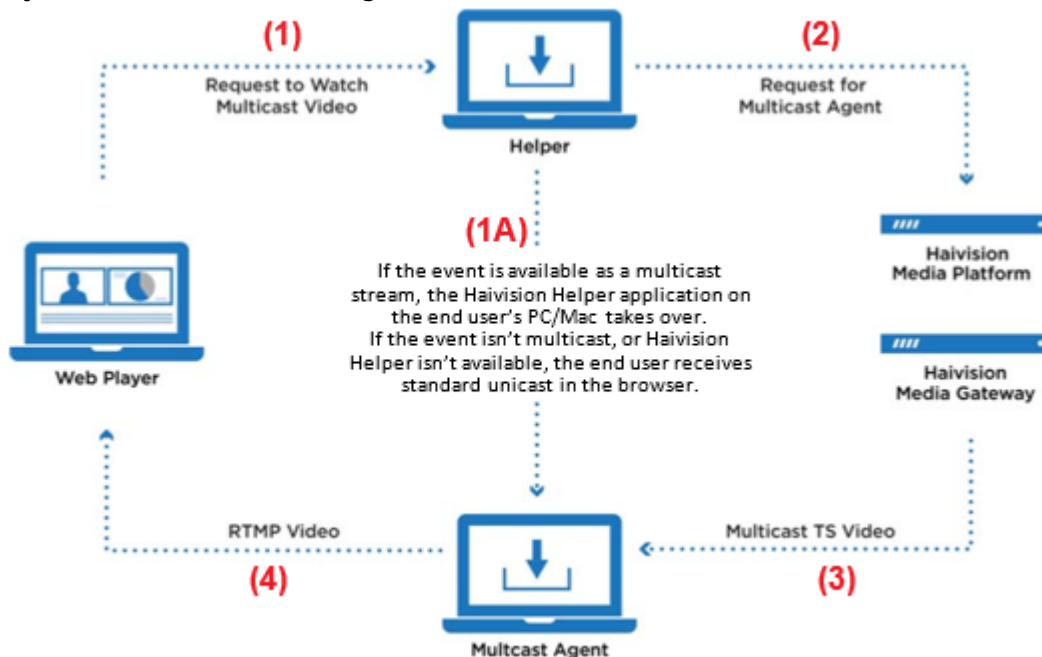 (1)
(2)
Request to Watch
Multicast Video
Request for
Multicast Agent
Helper
(1A)
If the event is available as a multicast
stream, the Haivision Helper application on
the end user's PC/Mac takes over.
If the event isn't multicast, or Haivision
Helper isn't available, the end user receives
standard unicast in the browser.
Haivision
Media Platform
Web Player
Haivision
Media Gateway
RTMP Video
Multicast TS Video
(4)
(3)
Multcast Agent